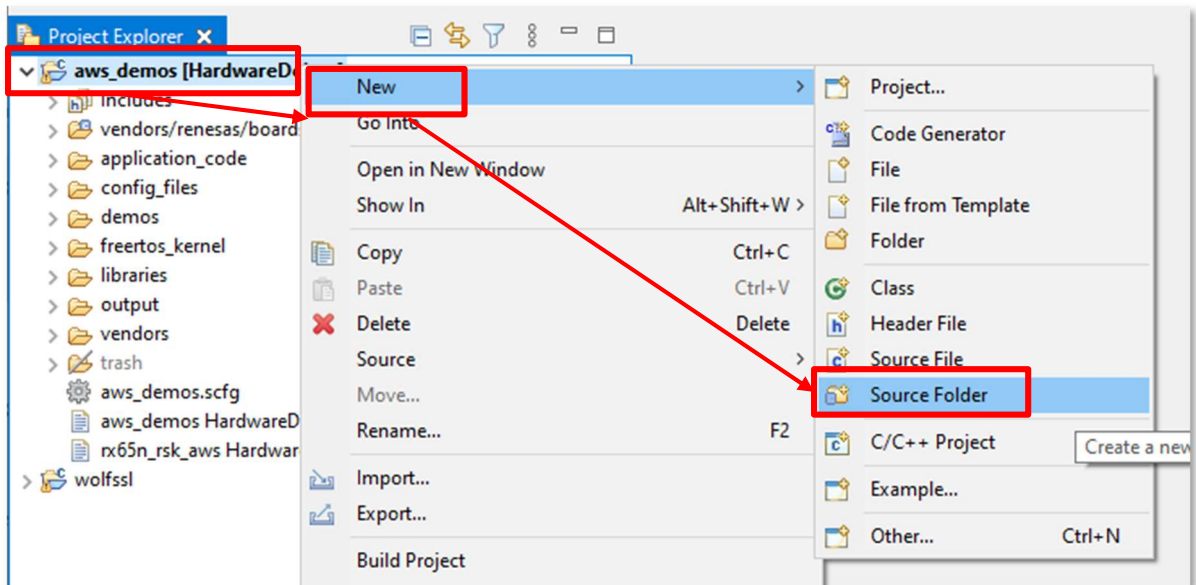 Project Explorer
aws_demos [HardwareD
Includes
vendors/renesas/board
application_code
config_files
demos
freertos_kernel
libraries
output
vendors
trash
aws_demos.scfg
aws_demos HardwareD
rx65n_rsk_aws Hardwar
wolfssl
New
Go Into
Open in New Window
Show In Alt+Shift+W >
Copy Ctrl+C
Paste Ctrl+V
Delete Delete
Source
Move...
Rename... F2
Import...
Export...
Build Project
Project...
Code Generator
File
File from Template
Folder
Class
Header File
Source File
Source Folder
C/C++ Project
Create a new
Example...
Other... Ctrl+N